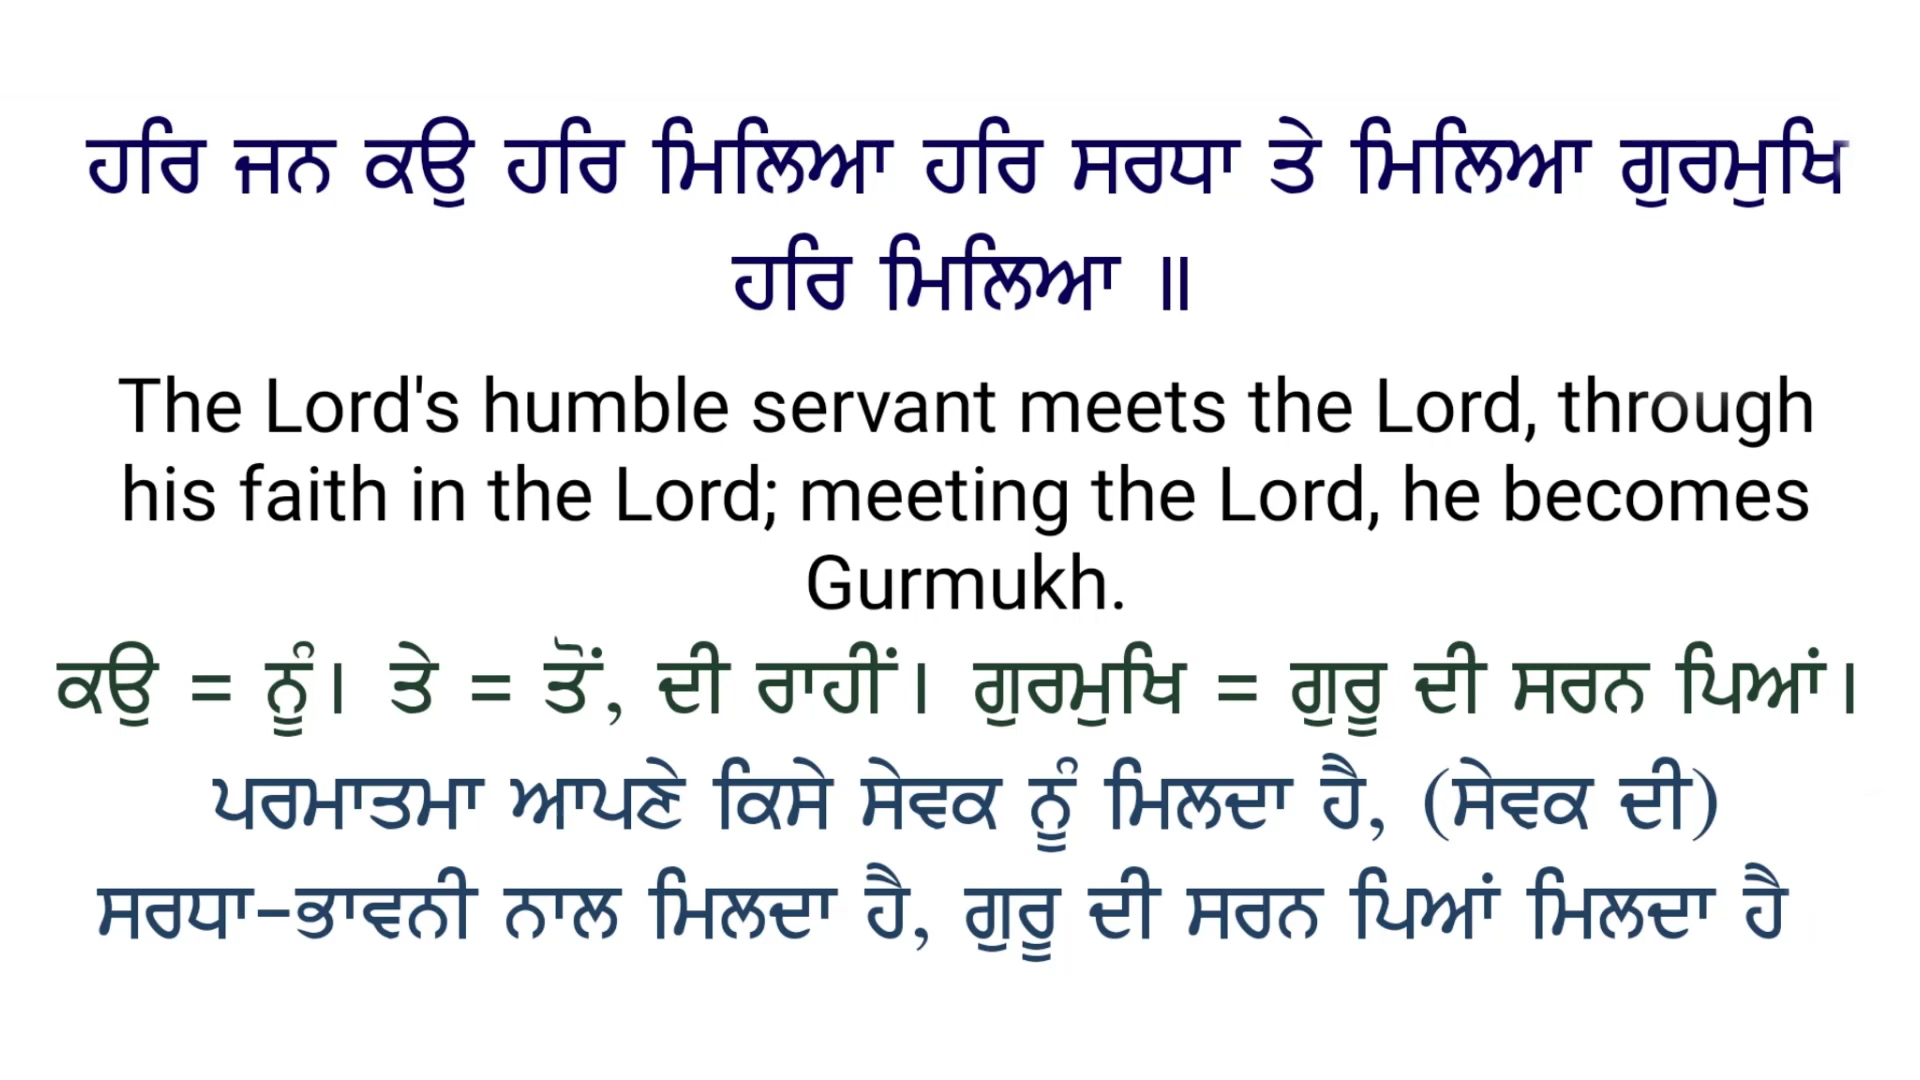 ਹਰਿ ਜਨ ਕਉ ਹਰਿ ਮਿਲਿਆ ਹਰਿ ਸਰਧਾ ਤੇ ਮਿਲਿਆ ਗੁਰਮੁਖਿ
ਹਰਿ ਮਿਲਿਆ ॥
The Lord's humble servant meets the Lord, through
his faith in the Lord; meeting the Lord, he becomes
Gurmukh.
ਕਉ = ਨੂੰ। ਤੇ = ਤੋਂ, ਦੀ ਰਾਹੀਂ। ਗੁਰਮੁਖਿ = ਗੁਰੂ ਦੀ ਸਰਨ ਪਿਆਂ।
ਪਰਮਾਤਮਾ ਆਪਣੇ ਕਿਸੇ ਸੇਵਕ ਨੂੰ ਮਿਲਦਾ ਹੈ, (ਸੇਵਕ ਦੀ)
ਸਰਧਾ-ਭਾਵਨੀ ਨਾਲ ਮਿਲਦਾ ਹੈ, ਗੁਰੂ ਦੀ ਸਰਨ ਪਿਆਂ ਮਿਲਦਾ ਹੈ